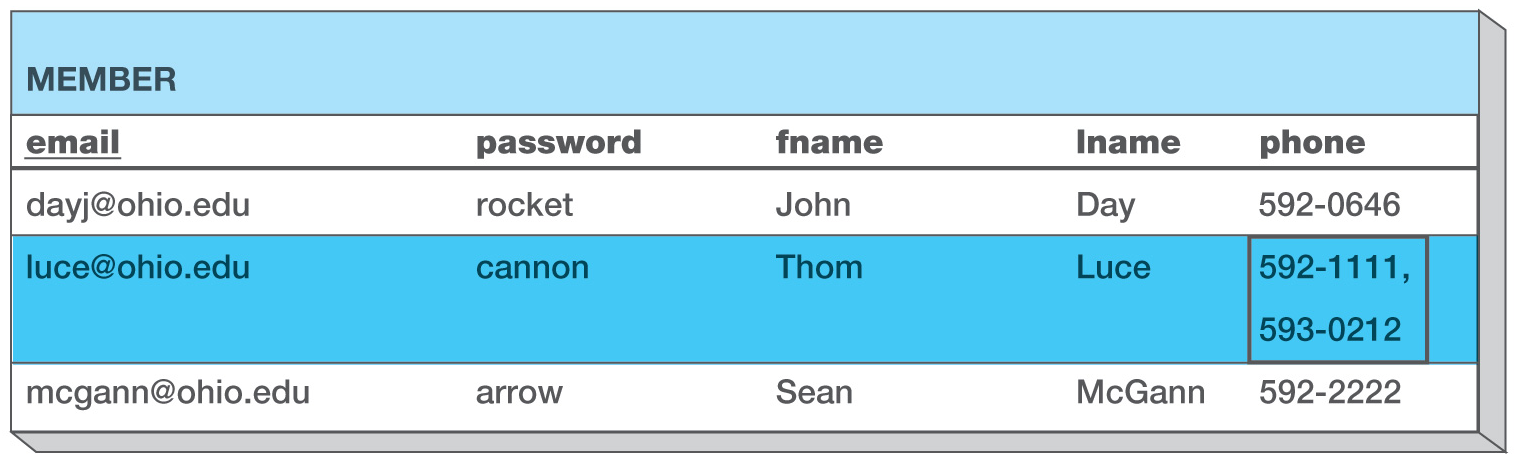 MEMBER
email password fname lname phone
dayj@ohio.edu rocket John Day 592-0646
luce@ohio.edu cannon Thom Luce 592-1111,
593-0212
mcgann@ohio.edu arrow Sean McGann 592-2222